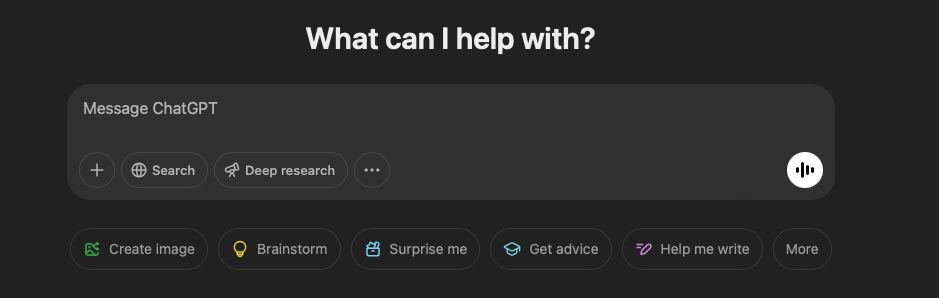 What can I help with?
Message ChatGPT
Search Deep research
Create image Brainstorm Surprise me Get advice Help me write More